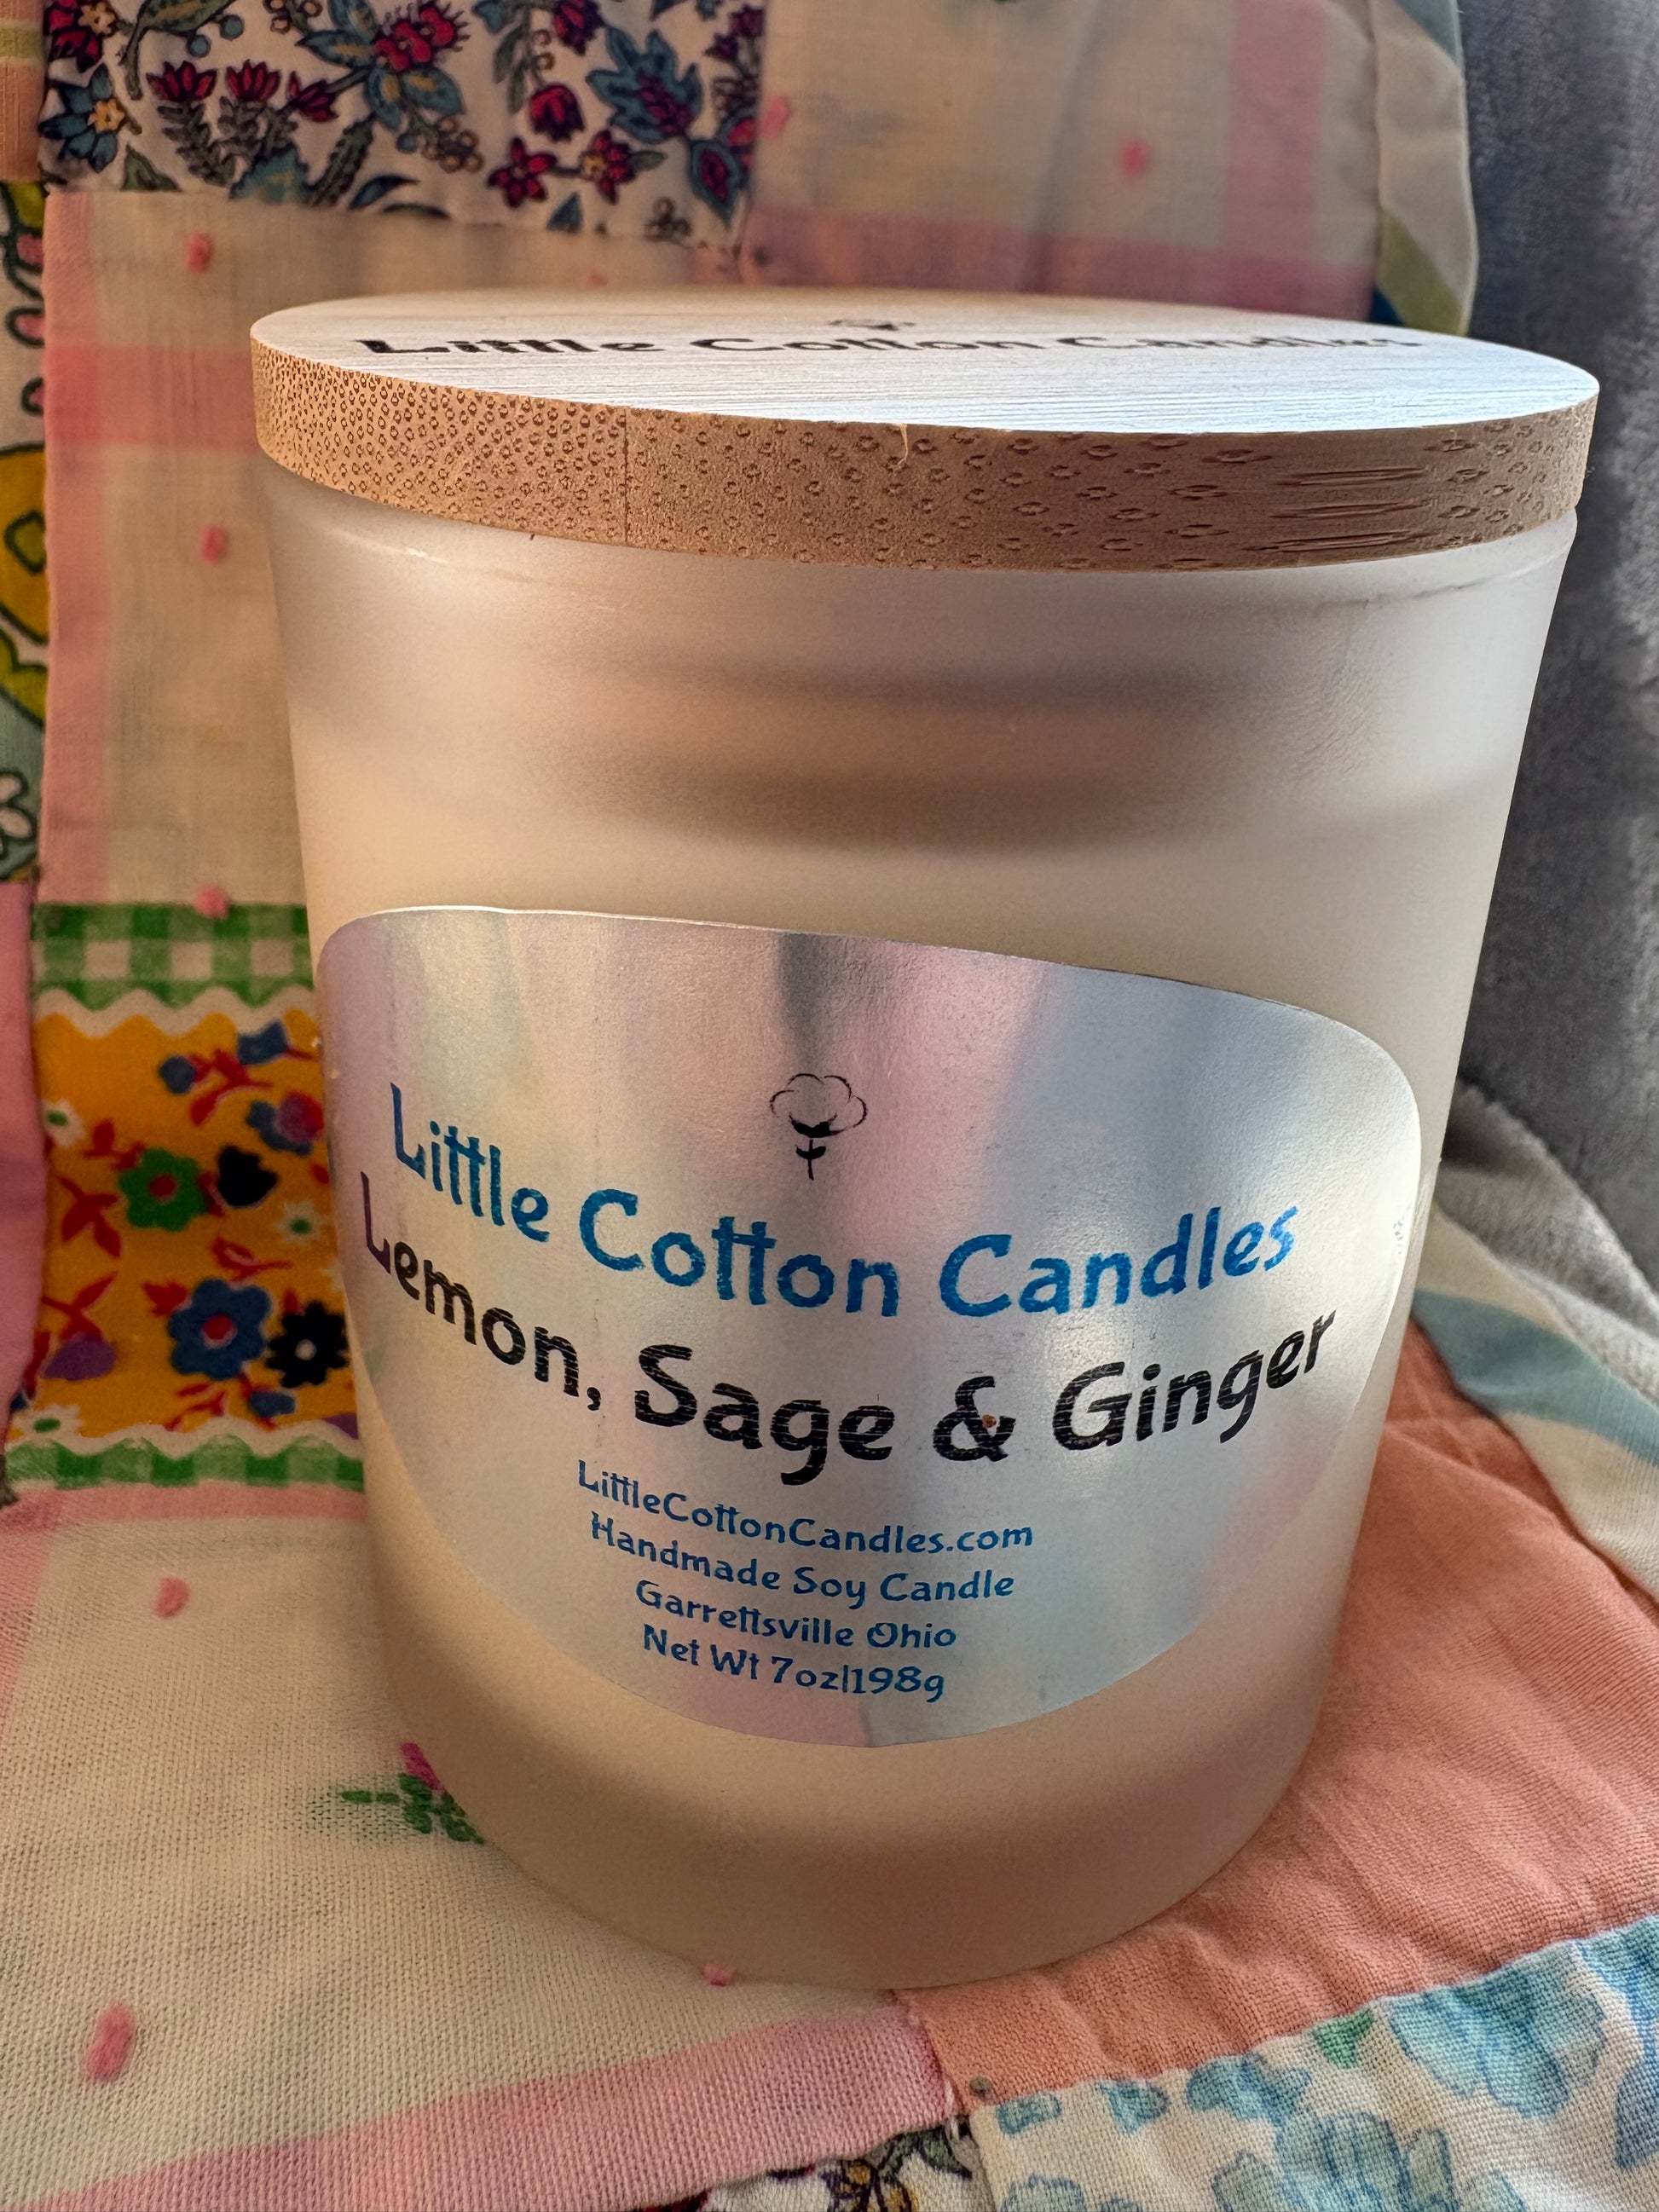 Little Cotton Candles
Little Cotton Candles
Lemon, Sage & Ginger
LittleCottonCandles.com
Handmade Soy Candle
Garrettsville Ohio
Net Wt 7oz|198g